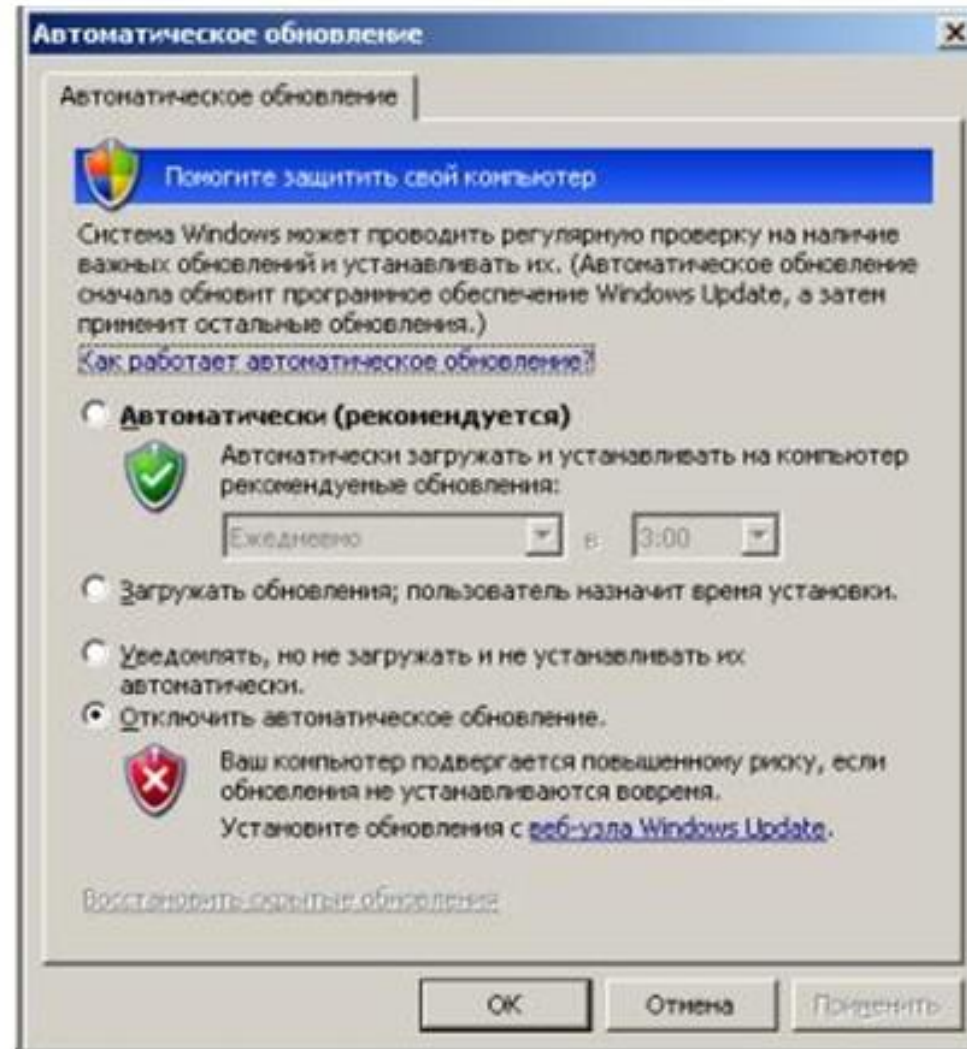 Автоматическое обновление
Автоматическое обновление
Помогите защитить свой компьютер
Система Windows может проводить регулярную проверку на наличие
важных обновлений и устанавливать их. (Автоматическое обновление
сначала обновит программное обеспечение Windows Update, а затем
применит остальные обновления.)
Как работает автоматическое обновление?
Автоматически (рекомендуется)
Автоматически загружать и устанавливать на компьютер
рекомендуемые обновления:
Ежедневно в 3:00
Загружать обновления; пользователь назначит время установки.
Уведомлять, но не загружать и не устанавливать их
автоматически.
Отключить автоматическое обновление.
Ваш компьютер подвергается повышенному риску, если
обновления не устанавливаются вовремя.
Установите обновления с веб-узла Windows Update.
Восстановить скрытые обновления
ОК Отмена Применить